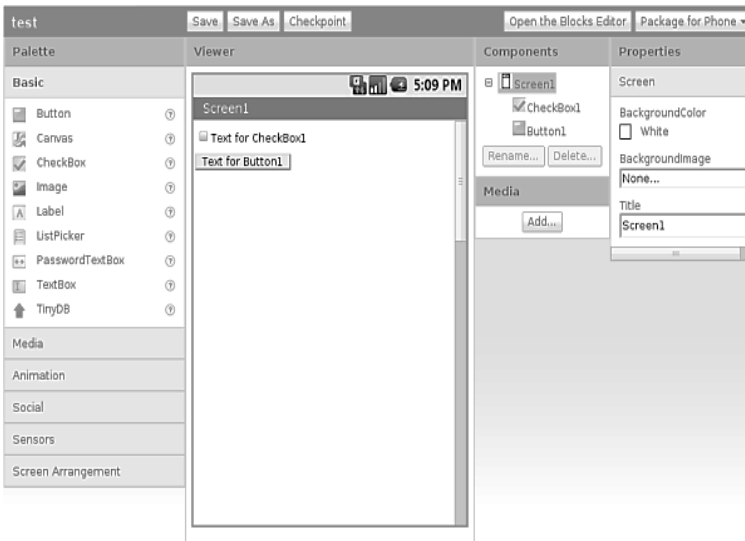 test
Save
Save As
Checkpoint
Open the Blocks Editor
Package for Phone
Palette
Basic
Button
Canvas
CheckBox
Image
Label
ListPicker
PasswordTextBox
TextBox
TinyDB
Media
Animation
Social
Sensors
Screen Arrangement
Viewer
5:09 PM
Screen1
Text for CheckBox1
Text for Button1
Components
Screen1
CheckBox1
Button1
Rename...
Delete...
Media
Add...
Properties
Screen
BackgroundColor
White
BackgroundImage
None...
Title
Screen1